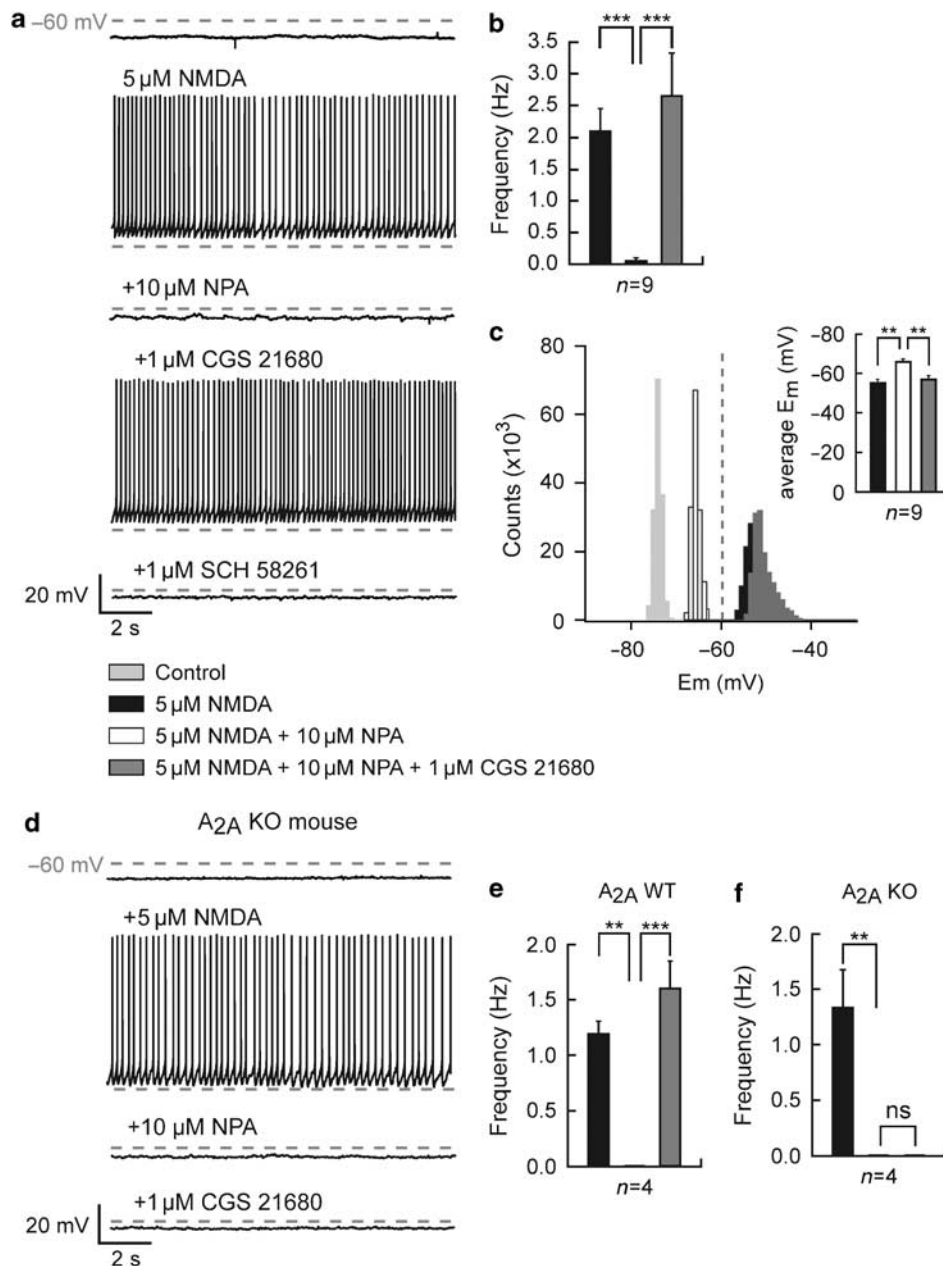 a
−60 mV
5 µM NMDA
+10 µM NPA
+1 µM CGS 21680
+1 µM SCH 58261
20 mV
2 s
Control
5 µM NMDA
5 µM NMDA + 10 µM NPA
5 µM NMDA + 10 µM NPA + 1 µM CGS 21680
b
*** ***
Frequency (Hz)
3.5
3.0
2.5
2.0
1.5
1.0
0.5
0.0
n=9
c
Counts (x10³)
80
60
40
20
0
−80 −60 −40
Em (mV)
average Eₘ (mV)
** **
−80
−60
−40
−20
0
n=9
d
A₂A KO mouse
−60 mV
+5 µM NMDA
+10 µM NPA
+1 µM CGS 21680
20 mV
2 s
e
A₂A WT
** ***
Frequency (Hz)
2.0
1.5
1.0
0.5
0.0
n=4
f
A₂A KO
**
Frequency (Hz)
2.0
1.5
1.0
0.5
0.0
ns
n=4